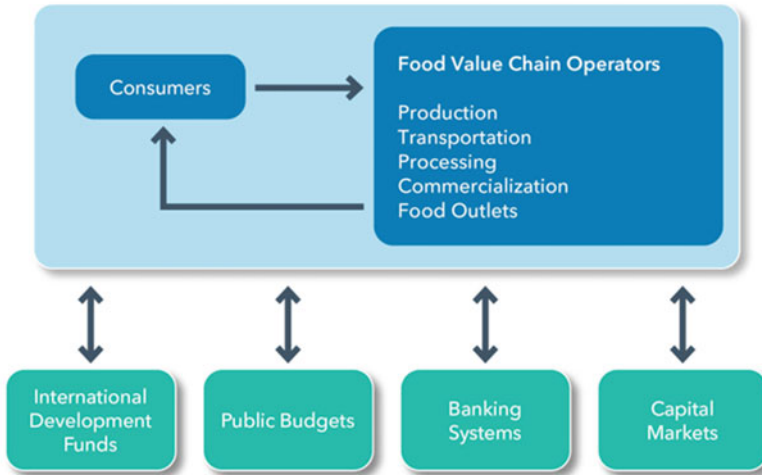 Consumers
Food Value Chain Operators
Production
Transportation
Processing
Commercialization
Food Outlets
International
Development
Funds
Public Budgets
Banking
Systems
Capital
Markets